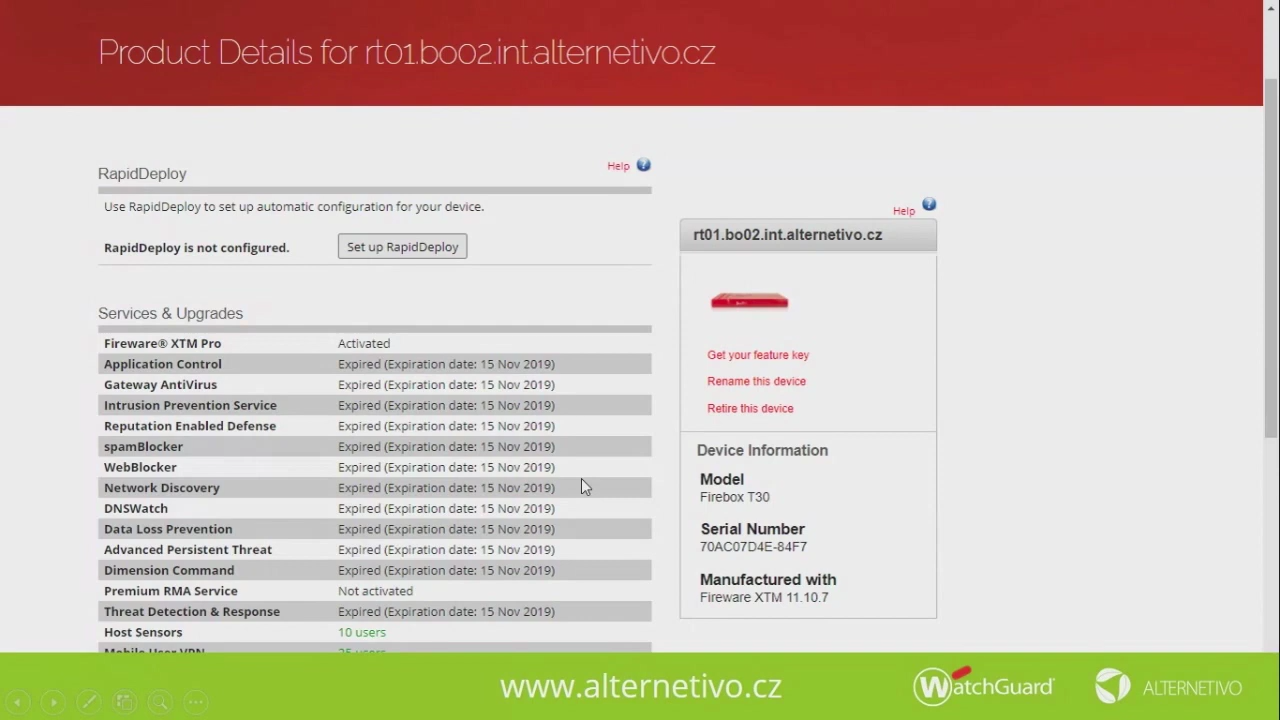 Product Details for rt01.bo02.int.alternetivo.cz
RapidDeploy
Help
Use RapidDeploy to set up automatic configuration for your device.
RapidDeploy is not configured.
Set up RapidDeploy
Services & Upgrades
Fireware® XTM Pro Activated
Application Control Expired (Expiration date: 15 Nov 2019)
Gateway AntiVirus Expired (Expiration date: 15 Nov 2019)
Intrusion Prevention Service Expired (Expiration date: 15 Nov 2019)
Reputation Enabled Defense Expired (Expiration date: 15 Nov 2019)
spamBlocker Expired (Expiration date: 15 Nov 2019)
WebBlocker Expired (Expiration date: 15 Nov 2019)
Network Discovery Expired (Expiration date: 15 Nov 2019)
DNSWatch Expired (Expiration date: 15 Nov 2019)
Data Loss Prevention Expired (Expiration date: 15 Nov 2019)
Advanced Persistent Threat Expired (Expiration date: 15 Nov 2019)
Dimension Command Expired (Expiration date: 15 Nov 2019)
Premium RMA Service Not activated
Threat Detection & Response Expired (Expiration date: 15 Nov 2019)
Host Sensors 10 users
Mobile User VPN 25 users
Help
rt01.bo02.int.alternetivo.cz
Get your feature key
Rename this device
Retire this device
Device Information
Model
Firebox T30
Serial Number
70AC07D4E-84F7
Manufactured with
Fireware XTM 11.10.7
www.alternetivo.cz
WatchGuard
ALTERNETIVO